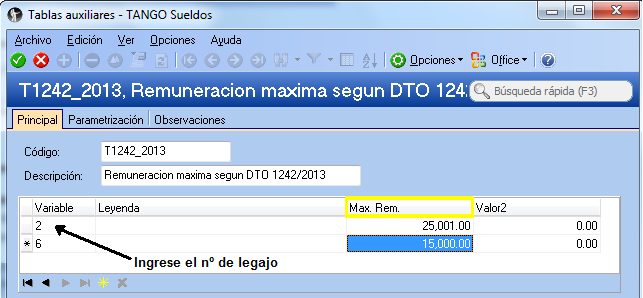 Tablas auxiliares - TANGO Sueldos
Archivo Edición Ver Opciones Ayuda
Opciones Office
T1242_2013, Remuneracion maxima segun DTO 1242
Búsqueda rápida (F3)
Principal Parametrización Observaciones
Código: T1242_2013
Descripción: Remuneracion maxima segun DTO 1242/2013
Variable Leyenda Max. Rem. Valor2
2 25,001.00 0.00
* 6 15,000.00 0.00
Ingrese el nº de legajo